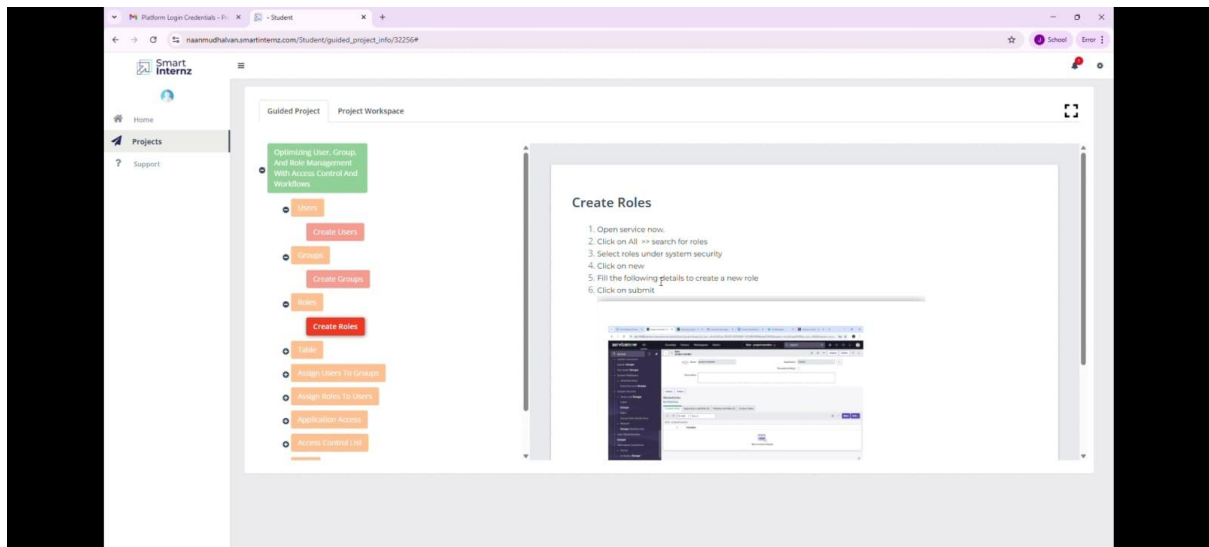 Platform Login Credentials - Pr
- Student
naanmudhalvan.smartinternz.com/Student/guided_project_info/32256#
School
Error
Smart
Internz
Home
Projects
Support
Guided Project
Project Workspace
Optimizing User, Group,
And Role Management
With Access Control And
Workflows
Users
Create Users
Groups
Create Groups
Roles
Create Roles
Table
Assign Users To Groups
Assign Roles To Users
Application Access
Access Control List
Create Roles
1. Open service now.
2. Click on All >> search for roles
3. Select roles under system security
4. Click on new
5. Fill the following details to create a new role
6. Click on submit
servicenow